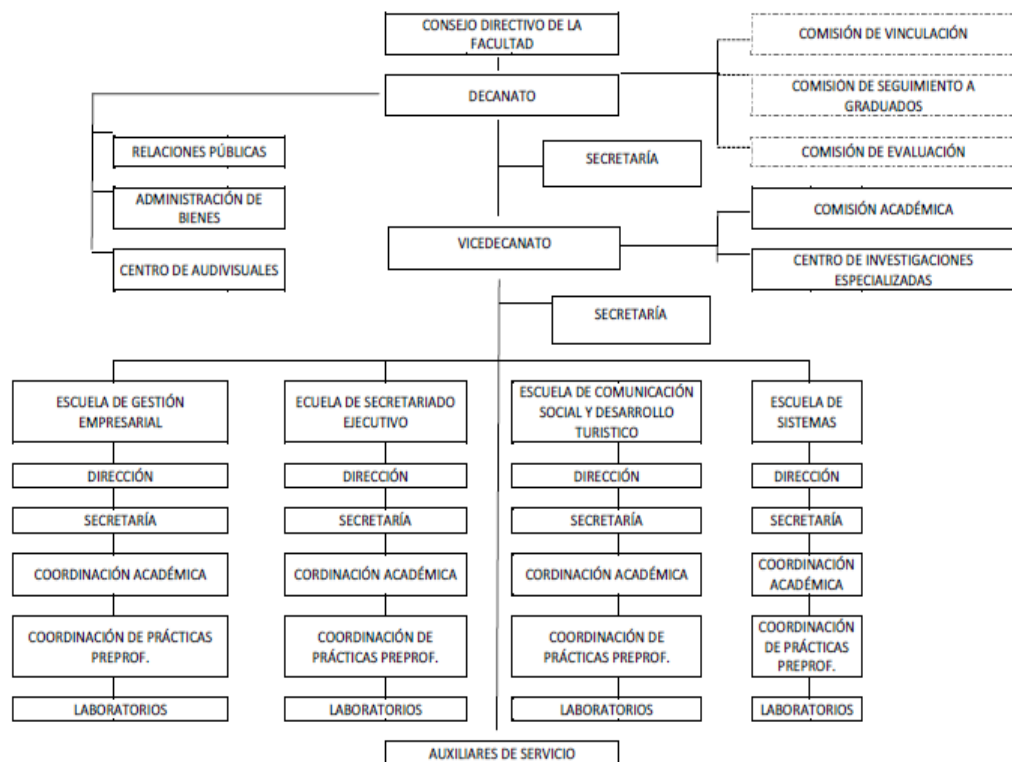 CONSEJO DIRECTIVO DE LA
FACULTAD
COMISIÓN DE VINCULACIÓN
DECANATO
COMISIÓN DE SEGUIMIENTO A
GRADUADOS
RELACIONES PÚBLICAS
SECRETARÍA
COMISIÓN DE EVALUACIÓN
ADMINISTRACIÓN DE
BIENES
COMISIÓN ACADÉMICA
VICEDECANATO
CENTRO DE AUDIVISUALES
CENTRO DE INVESTIGACIONES
ESPECIALIZADAS
SECRETARÍA
ESCUELA DE GESTIÓN
EMPRESARIAL
ECUELA DE SECRETARIADO
EJECUTIVO
ESCUELA DE COMUNICACIÓN
SOCIAL Y DESARROLLO
TURISTICO
ESCUELA DE
SISTEMAS
DIRECCIÓN
DIRECCIÓN
DIRECCIÓN
DIRECCIÓN
SECRETARÍA
SECRETARÍA
SECRETARÍA
SECRETARÍA
COORDINACIÓN ACADÉMICA
CORDINACIÓN ACADÉMICA
CORDINACIÓN ACADÉMICA
COORDINACIÓN
ACADÉMICA
COORDINACIÓN DE PRÁCTICAS
PREPROF.
COORDINACIÓN DE
PRÁCTICAS PREPROF.
COORDINACIÓN DE
PRÁCTICAS PREPROF.
COORDINACIÓN
DE PRÁCTICAS
PREPROF.
LABORATORIOS
LABORATORIOS
LABORATORIOS
LABORATORIOS
AUXILIARES DE SERVICIO